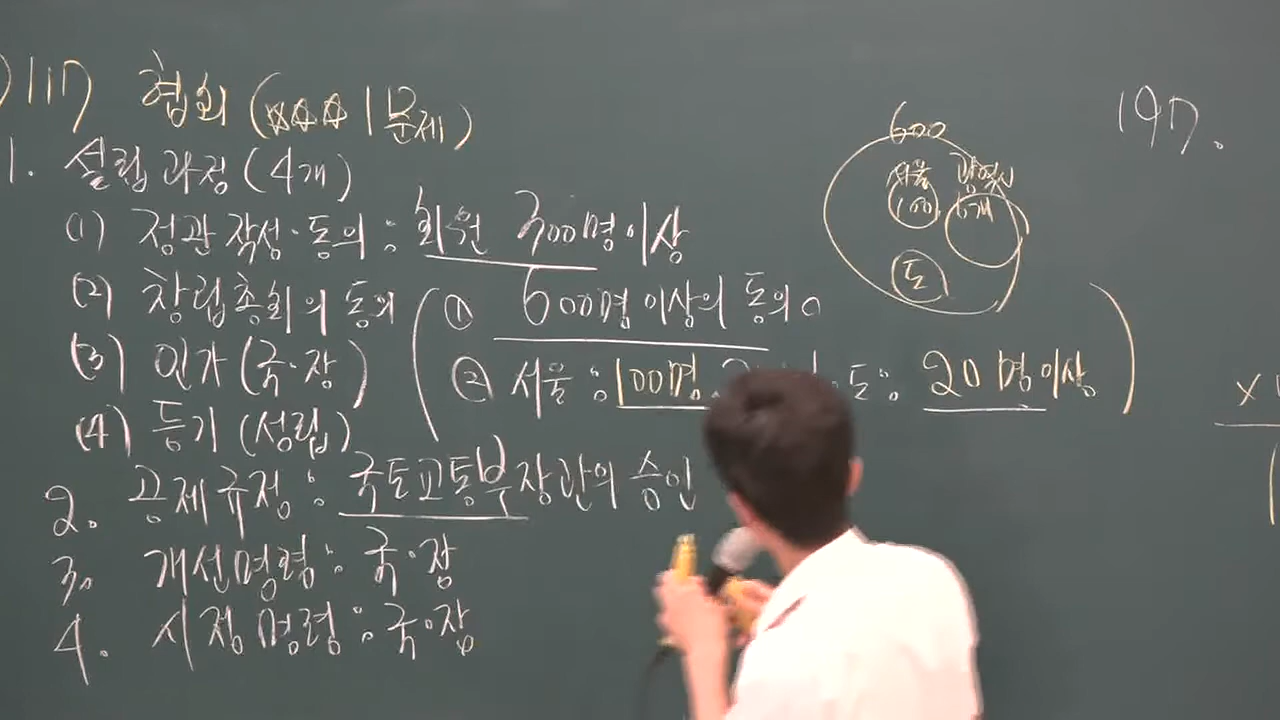 117 협회 (☆☆☆ 1문제)
1. 설립 과정 (4개)
(1) 정관 작성·동의 : 회원 300명 이상
(2) 창립총회의 동의 ( ① 600명 이상의 동의
(3) 인가 (국·장) ② 서울 : 100명 도 : 20명 이상 )
(4) 등기 (성립)
2. 공제규정 : 국토교통부장관의 승인
3. 개선명령 : 국·장
4. 시정명령 : 국·장
600
서울 광역시
100
도
197.